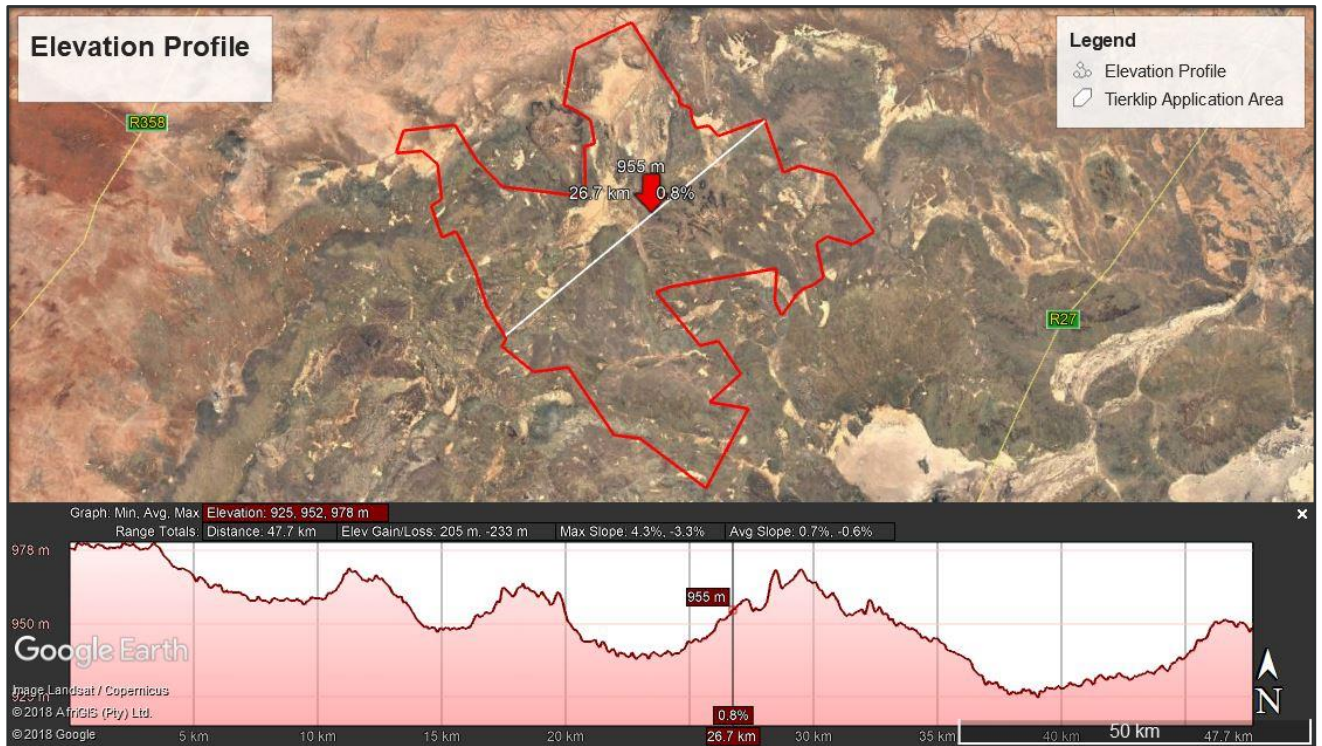 Elevation Profile
Legend
Elevation Profile
Tierklip Application Area
R358
955 m
26.7 km 0.8%
R27
Graph: Min, Avg, Max Elevation: 925, 952, 978 m
Range Totals: Distance: 47.7 km Elev Gain/Loss: 205 m, -233 m Max Slope: 4.3%, -3.3% Avg Slope: 0.7%, -0.6%
978 m
955 m
950 m
Google Earth
Image Landsat / Copernicus
925 m
© 2018 AfriGIS (Pty) Ltd.
© 2018 Google
0.8%
5 km 10 km 15 km 20 km 26.7 km 30 km 35 km 40 km 47.7 km
50 km
N